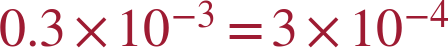 0.3 × 10⁻³ = 3 × 10⁻⁴